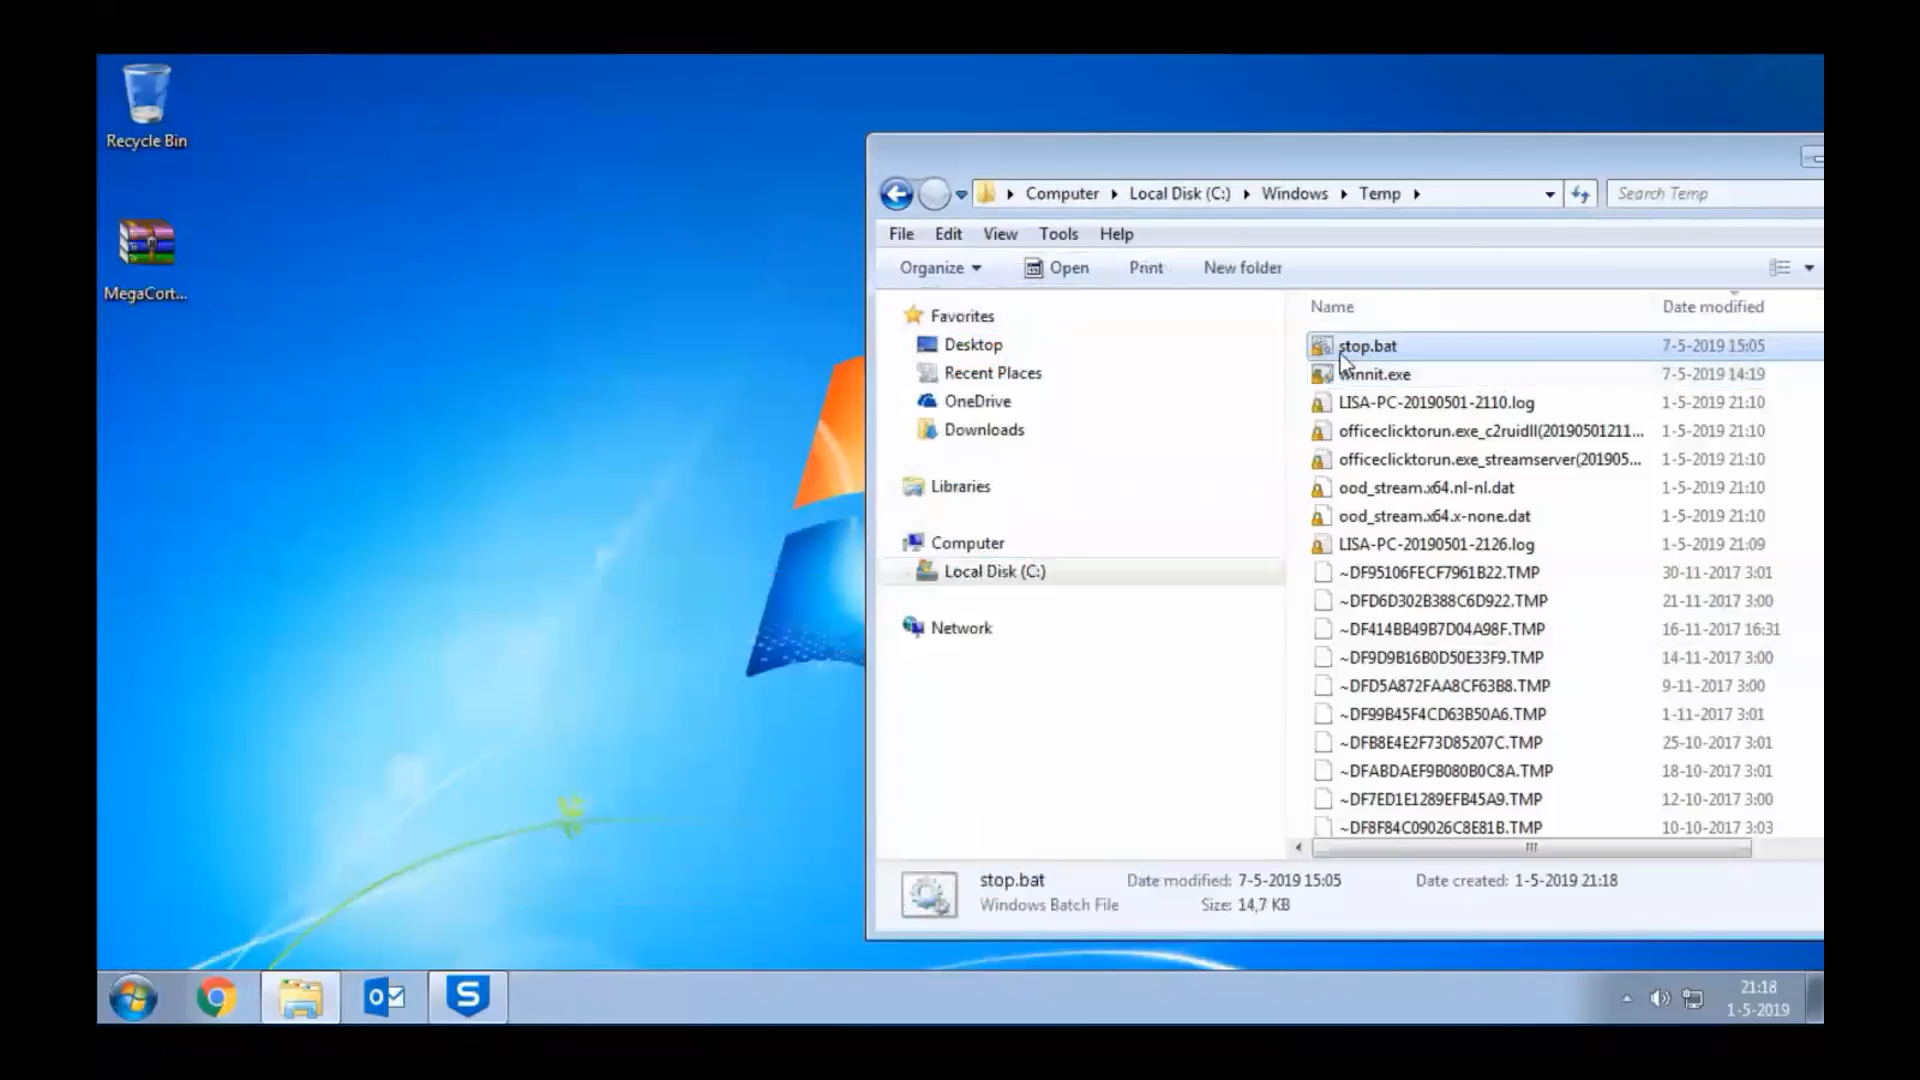 Recycle Bin
MegaCort...
Computer
Local Disk (C:)
Windows
Temp
Search Temp
File
Edit
View
Tools
Help
Organize
Open
Print
New folder
Favorites
Desktop
Recent Places
OneDrive
Downloads
Libraries
Computer
Local Disk (C:)
Network
Name
Date modified
stop.bat 7-5-2019 15:05
winnit.exe 7-5-2019 14:19
LISA-PC-20190501-2110.log 1-5-2019 21:10
officeclicktorun.exe_c2ruidll(20190501211... 1-5-2019 21:10
officeclicktorun.exe_streamserver(201905... 1-5-2019 21:10
ood_stream.x64.nl-nl.dat 1-5-2019 21:10
ood_stream.x64.x-none.dat 1-5-2019 21:10
LISA-PC-20190501-2126.log 1-5-2019 21:09
~DF95106FECF7961B22.TMP 30-11-2017 3:01
~DFD6D302B388C6D922.TMP 21-11-2017 3:00
~DF414BB49B7D04A98F.TMP 16-11-2017 16:31
~DF9D9B16B0D50E33F9.TMP 14-11-2017 3:00
~DFD5A872FAA8CF63B8.TMP 9-11-2017 3:00
~DF99B45F4CD63B50A6.TMP 1-11-2017 3:01
~DFB8E4E2F73D85207C.TMP 25-10-2017 3:01
~DFABDAEF9B080B0C8A.TMP 18-10-2017 3:01
~DF7ED1E1289EFB45A9.TMP 12-10-2017 3:00
~DF8F84C09026C8E81B.TMP 10-10-2017 3:03
stop.bat
Date modified: 7-5-2019 15:05
Date created: 1-5-2019 21:18
Windows Batch File
Size: 14,7 KB
21:18
1-5-2019